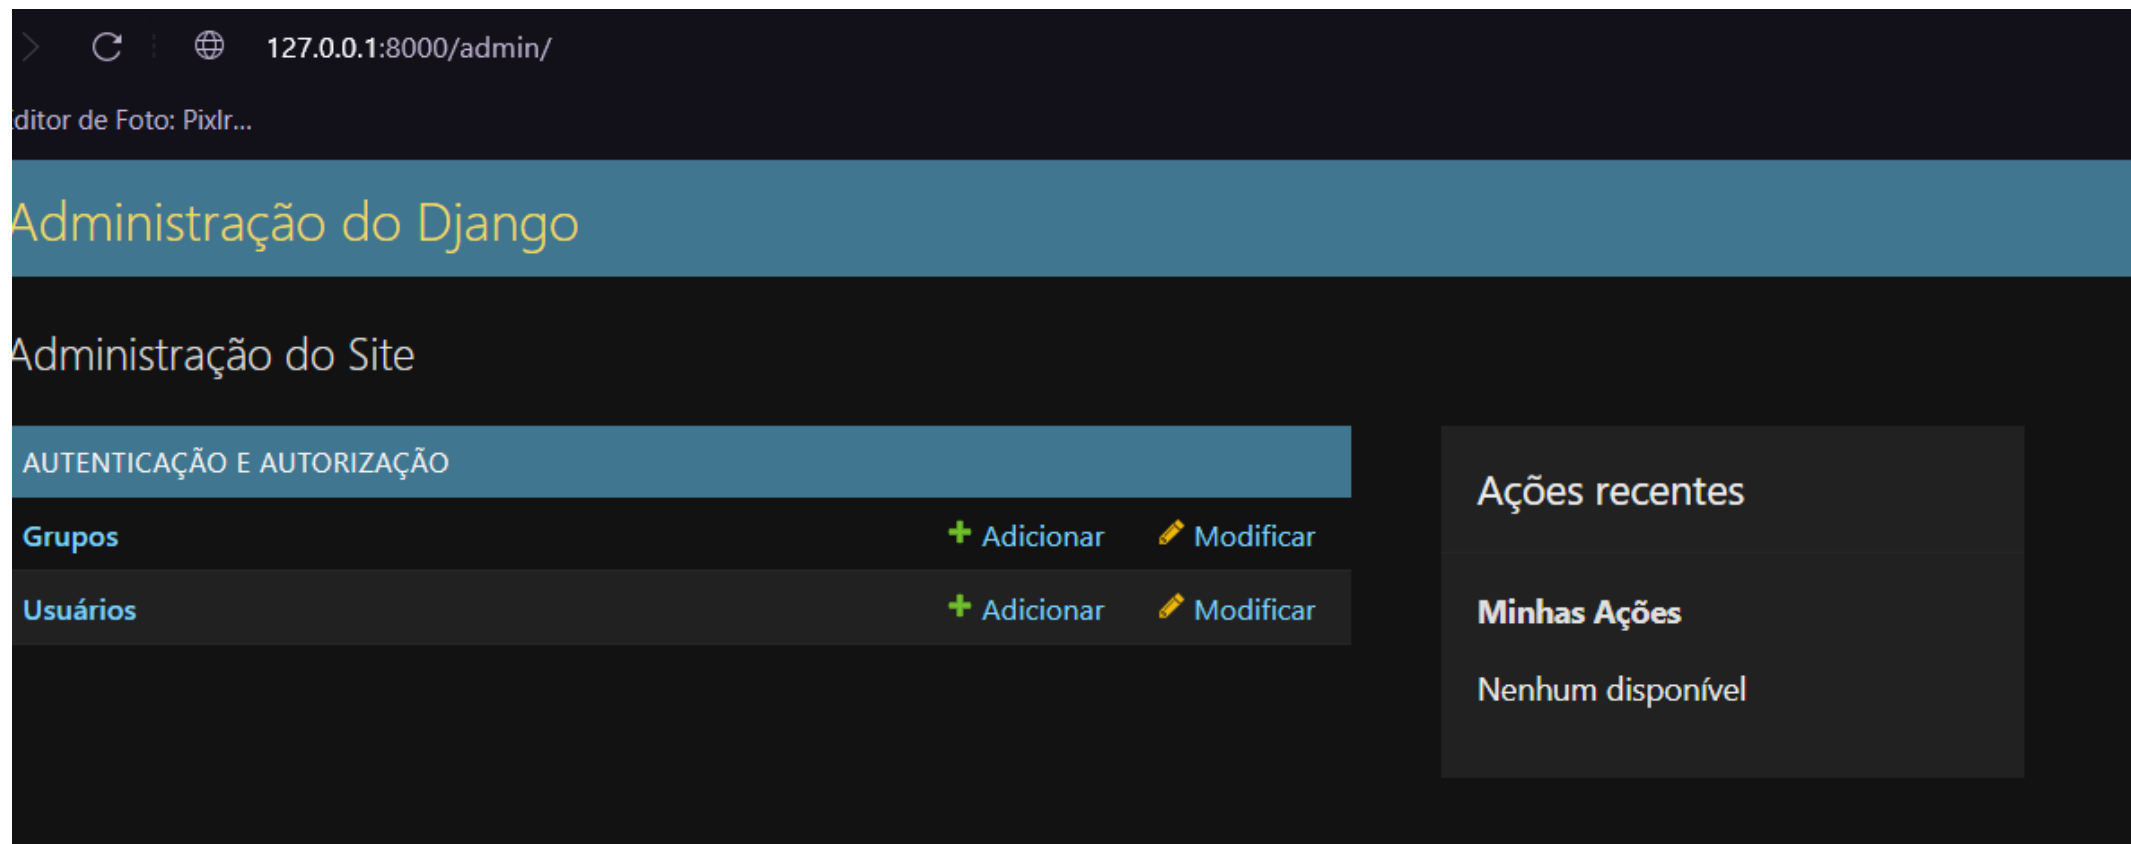 127.0.0.1:8000/admin/
ditor de Foto: Pixlr...
Administração do Django
Administração do Site
AUTENTICAÇÃO E AUTORIZAÇÃO
Grupos Adicionar Modificar
Usuários Adicionar Modificar
Ações recentes
Minhas Ações
Nenhum disponível